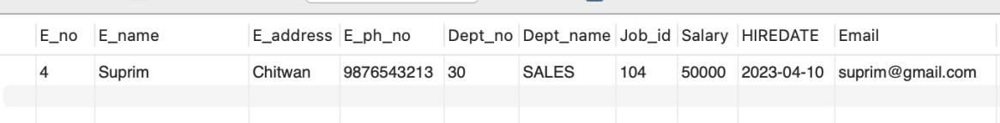 E_no E_name E_address E_ph_no Dept_no Dept_name Job_id Salary HIREDATE Email
4 Suprim Chitwan 9876543213 30 SALES 104 50000 2023-04-10 suprim@gmail.com